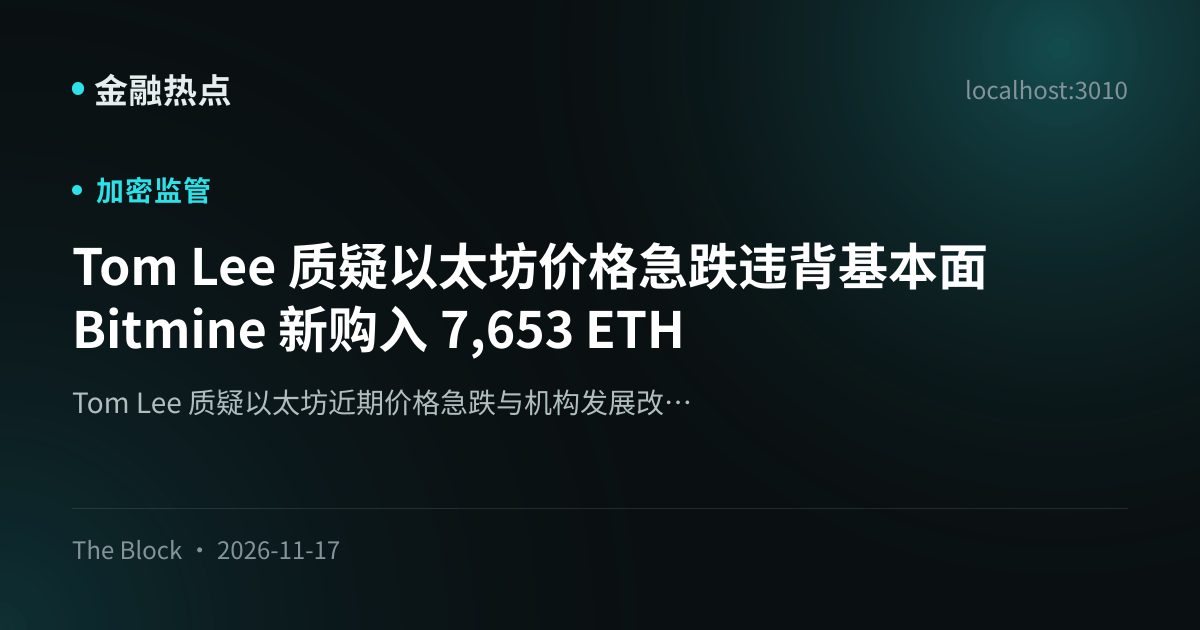 金融热点
localhost:3010
加密监管
Tom Lee 质疑以太坊价格急跌违背基本面
Bitmine 新购入 7,653 ETH
Tom Lee 质疑以太坊近期价格急跌与机构发展改…
The Block • 2026-11-17